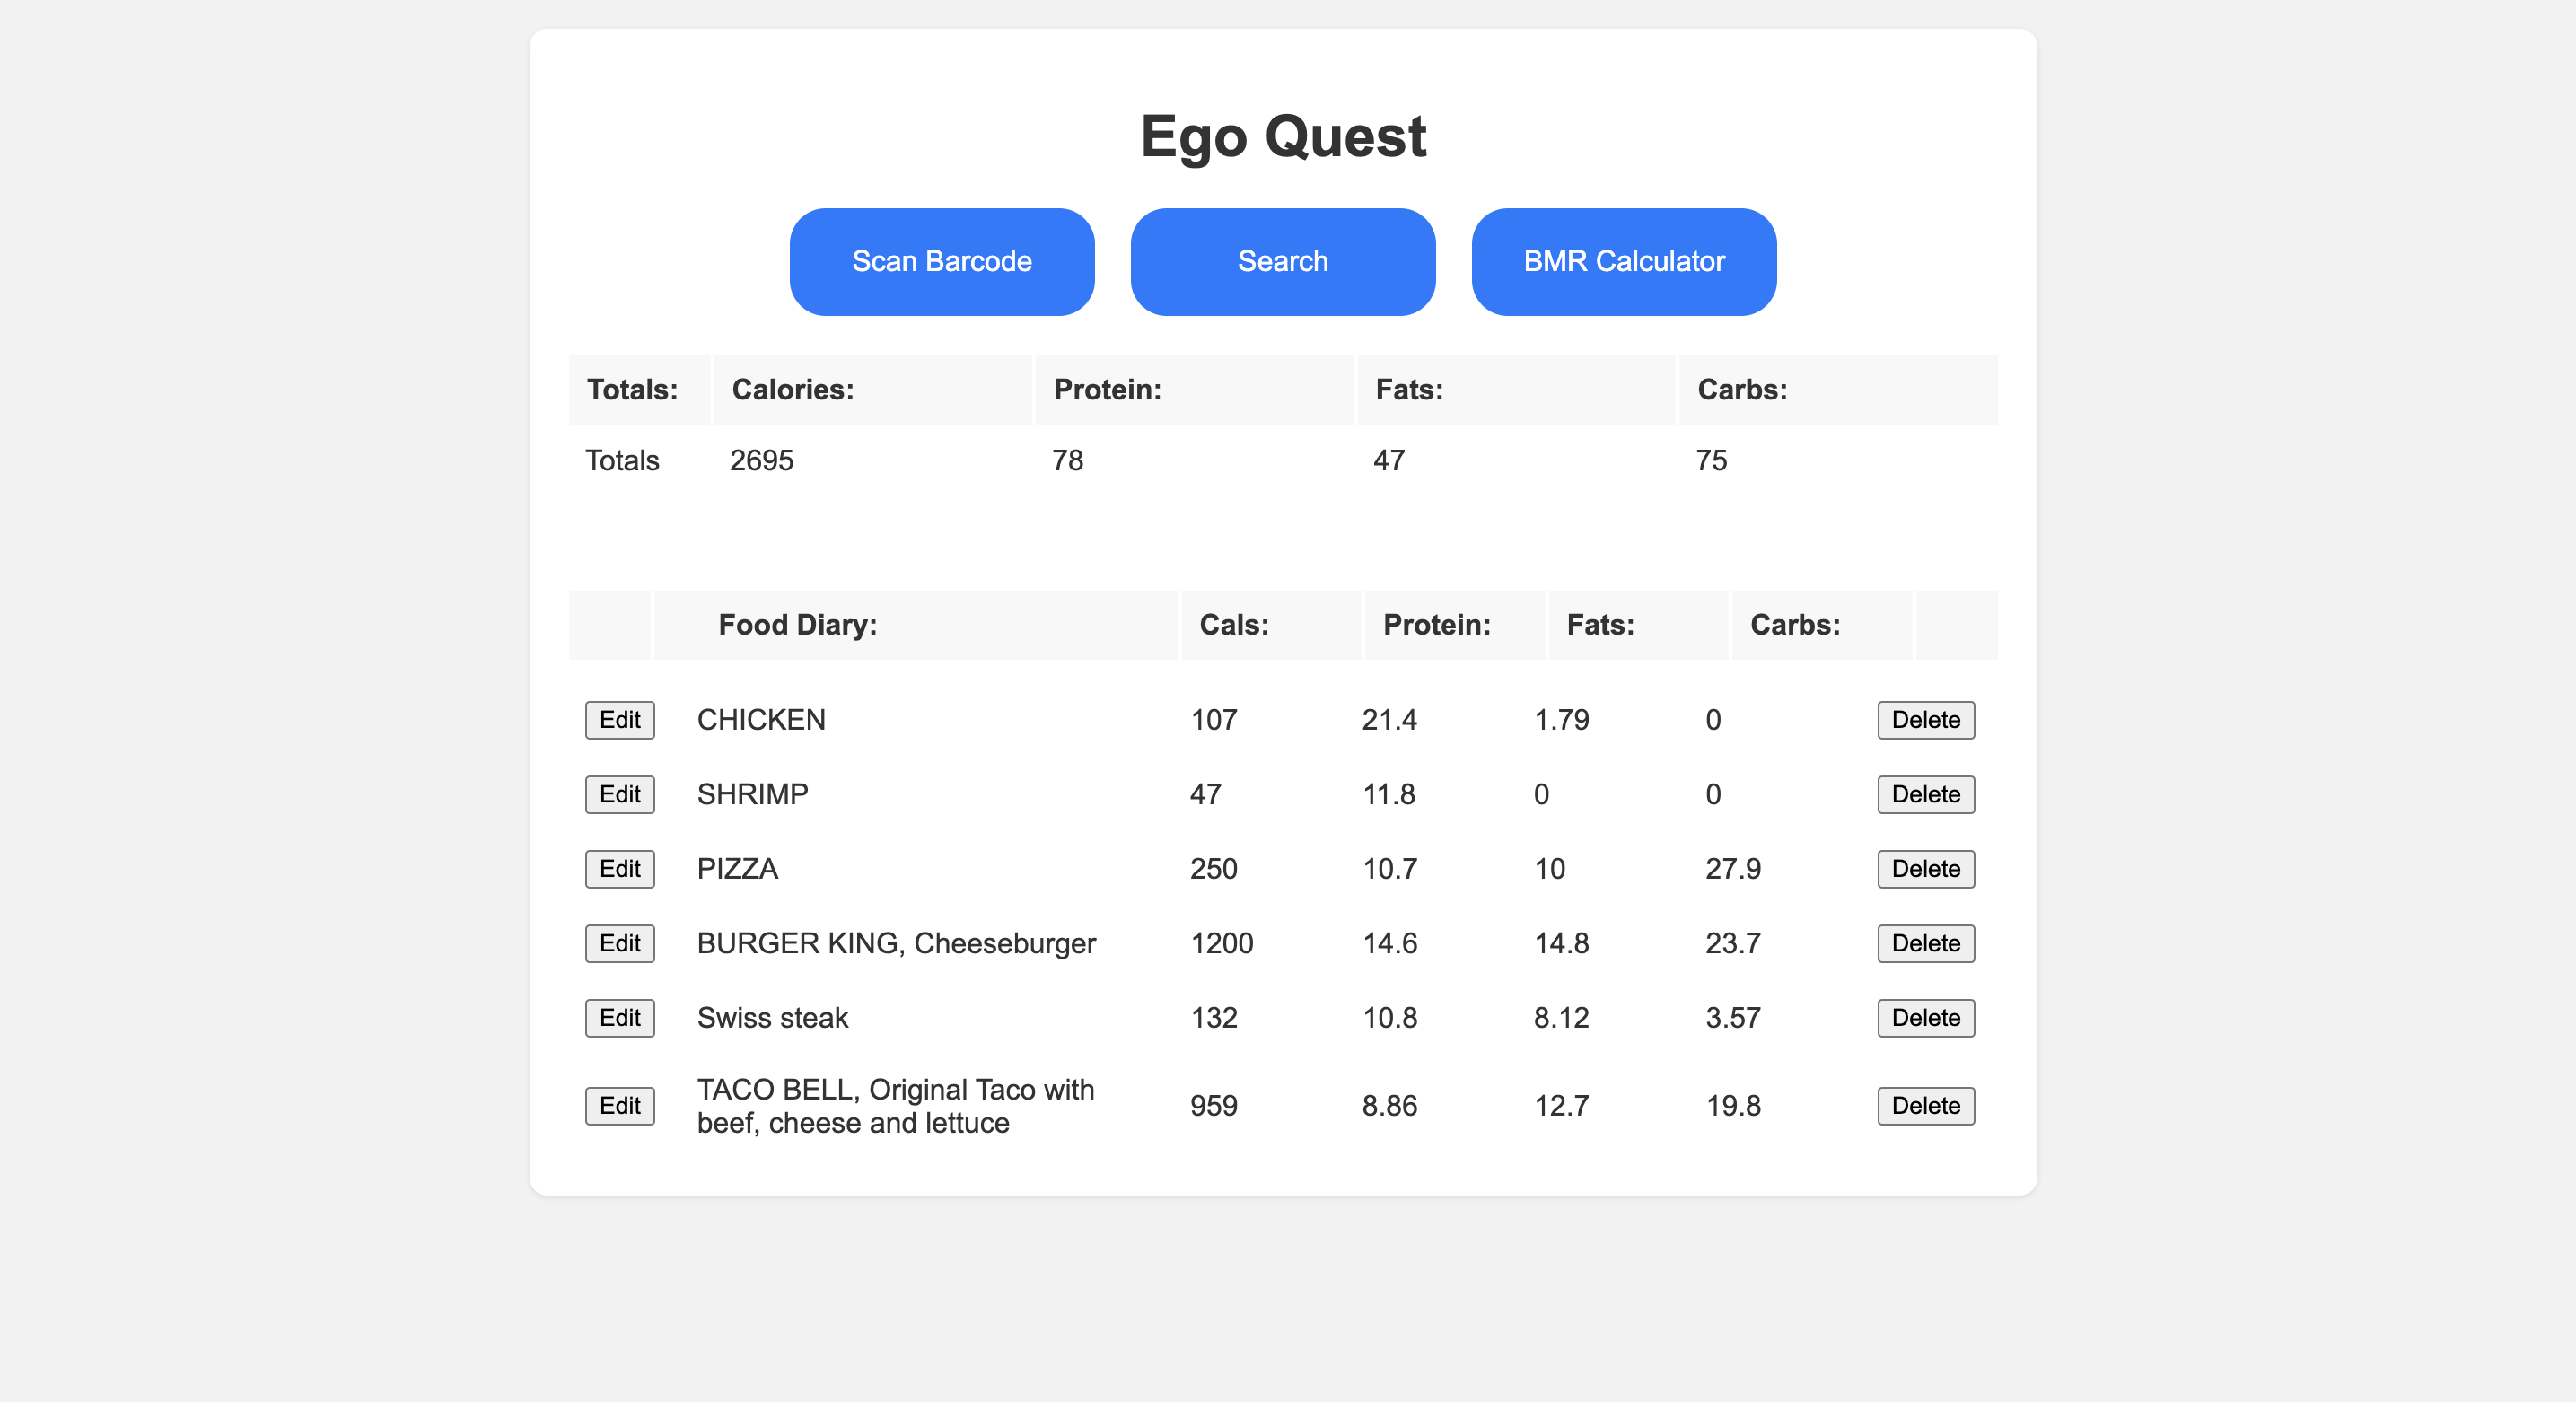 Ego Quest
Scan Barcode Search BMR Calculator
Totals: Calories: Protein: Fats: Carbs:
Totals 2695 78 47 75
Food Diary: Cals: Protein: Fats: Carbs:
Edit CHICKEN 107 21.4 1.79 0 Delete
Edit SHRIMP 47 11.8 0 0 Delete
Edit PIZZA 250 10.7 10 27.9 Delete
Edit BURGER KING, Cheeseburger 1200 14.6 14.8 23.7 Delete
Edit Swiss steak 132 10.8 8.12 3.57 Delete
Edit TACO BELL, Original Taco with
beef, cheese and lettuce 959 8.86 12.7 19.8 Delete